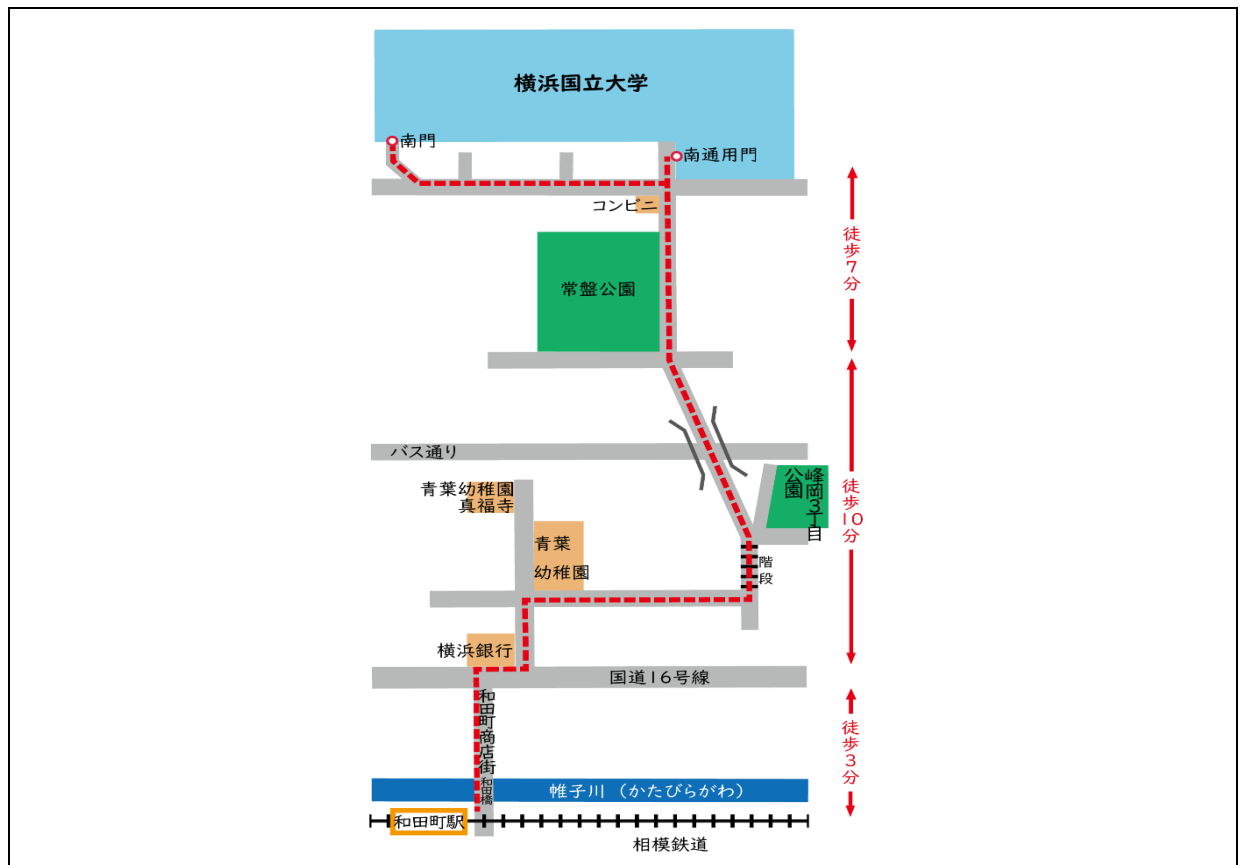 横浜国立大学
南門
南通用門
コンビニ
徒歩7分
常盤公園
バス通り
峰岡3丁目
公園
青葉幼稚園
真福寺
青葉
幼稚園
階段
徒歩10分
横浜銀行
国道16号線
和田町商店街
徒歩3分
和田橋
帷子川 (かたびらがわ)
和田町駅
相模鉄道